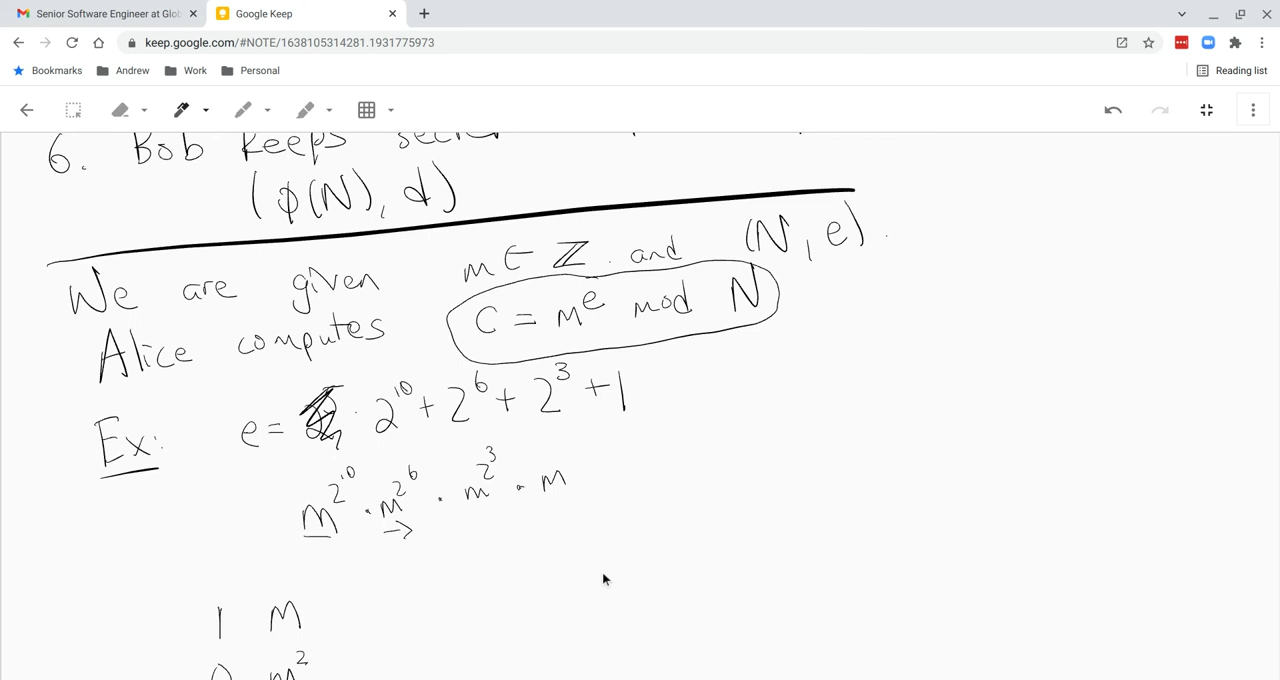 Senior Software Engineer at Glob
Google Keep
keep.google.com/#NOTE/1638105314281.1931775973
Bookmarks Andrew Work Personal Reading list
6. Bob keeps
(ϕ(N), d)
We are given m ∈ ℤ. and (N, e).
Alice computes C = m^e mod N
Ex: e = 2^10 + 2^6 + 2^3 + 1
m^2^10 · m^2^6 · m^2^3 · m
1 M
0 m^2